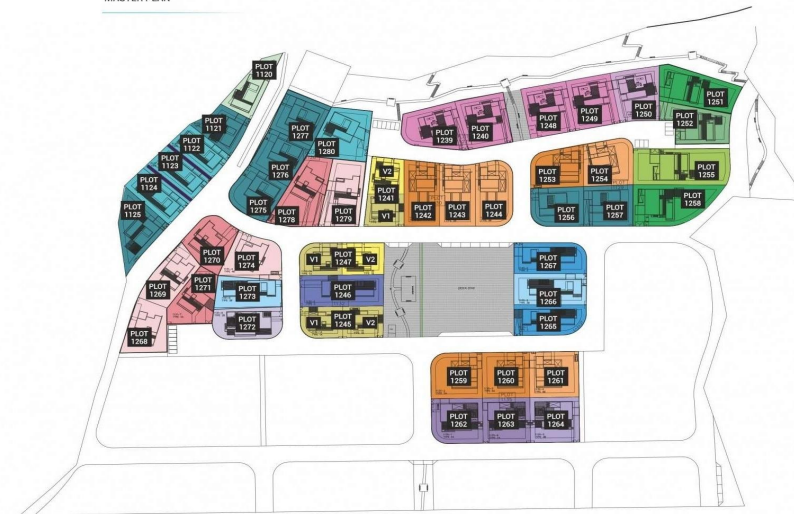 MASTER PLAN
PLOT
1120
PLOT
1121
PLOT
1122
PLOT
1123
PLOT
1124
PLOT
1125
PLOT
1277
PLOT
1280
PLOT
1276
PLOT
1275
PLOT
1278
PLOT
1279
V2
PLOT
1241
V1
PLOT
1242
PLOT
1243
PLOT
1244
PLOT
1239
PLOT
1240
PLOT
1248
PLOT
1249
PLOT
1250
PLOT
1251
PLOT
1252
PLOT
1253
PLOT
1254
PLOT
1255
PLOT
1256
PLOT
1257
PLOT
1258
PLOT
1270
PLOT
1274
PLOT
1269
PLOT
1271
PLOT
1273
PLOT
1272
PLOT
1268
V1
PLOT
1247
V2
PLOT
1246
V1
PLOT
1245
V2
PLOT
1267
PLOT
1266
PLOT
1265
PLOT
1259
PLOT
1260
PLOT
1261
PLOT
1262
PLOT
1263
PLOT
1264